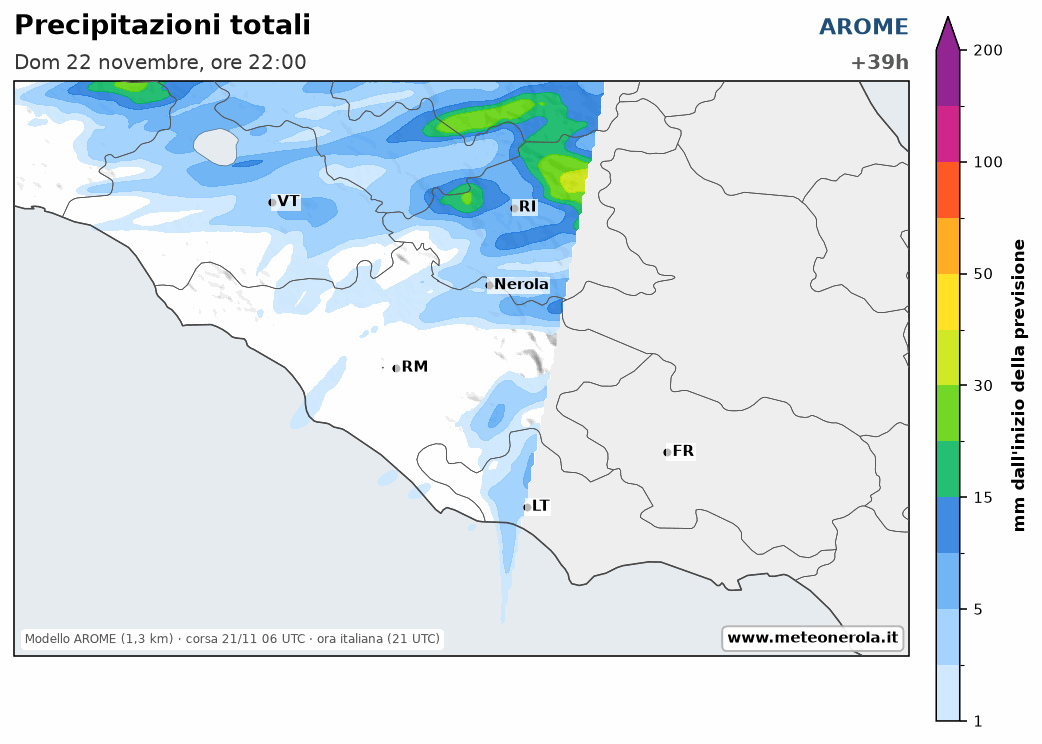 Precipitazioni totali
AROME
Dom 22 novembre, ore 22:00
+39h
VT
RI
Nerola
RM
FR
LT
Modello AROME (1,3 km) · corsa 21/11 06 UTC · ora italiana (21 UTC)
www.meteonerola.it
200
100
50
30
15
5
1
mm dall'inizio della previsione